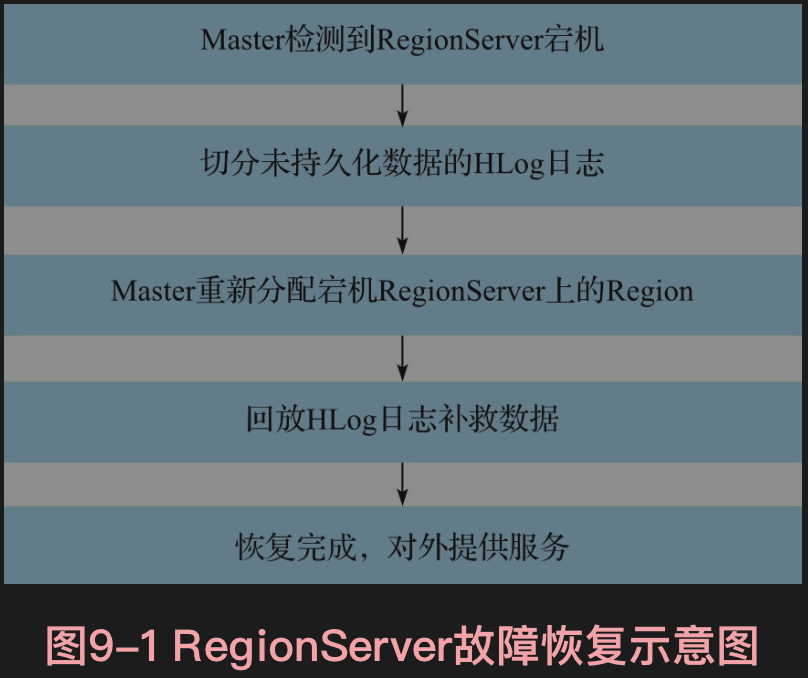 Master检测到RegionServer宕机
切分未持久化数据的HLog日志
Master重新分配宕机RegionServer上的Region
回放HLog日志补救数据
恢复完成，对外提供服务
图9-1 RegionServer故障恢复示意图